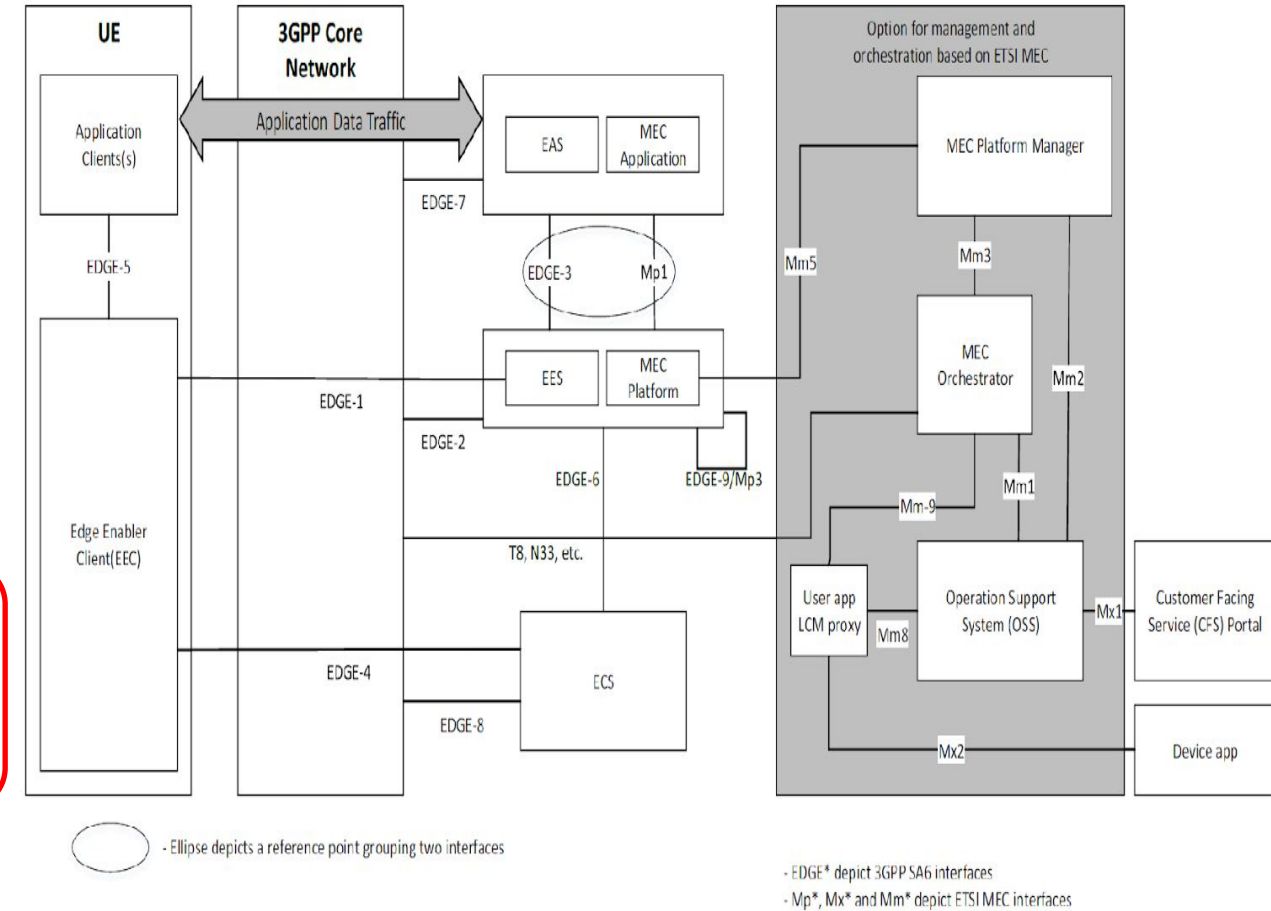 UE
3GPP Core
Network
Option for management and
orchestration based on ETSI MEC
Application
Clients(s)
Application Data Traffic
EAS
MEC
Application
MEC Platform Manager
EDGE-7
EDGE-5
EDGE-3
Mp1
Mm5
Mm3
EES
MEC
Platform
MEC
Orchestrator
Mm2
EDGE-1
EDGE-2
EDGE-6
EDGE-9/Mp3
Mm1
Mm-9
Edge Enabler
Client(EEC)
T8, N33, etc.
User app
LCM proxy
Mm8
Operation Support
System (OSS)
Mx1
Customer Facing
Service (CFS) Portal
EDGE-4
ECS
EDGE-8
Mx2
Device app
- Ellipse depicts a reference point grouping two interfaces
- EDGE* depict 3GPP SA6 interfaces
- Mp*, Mx* and Mm* depict ETSI MEC interfaces